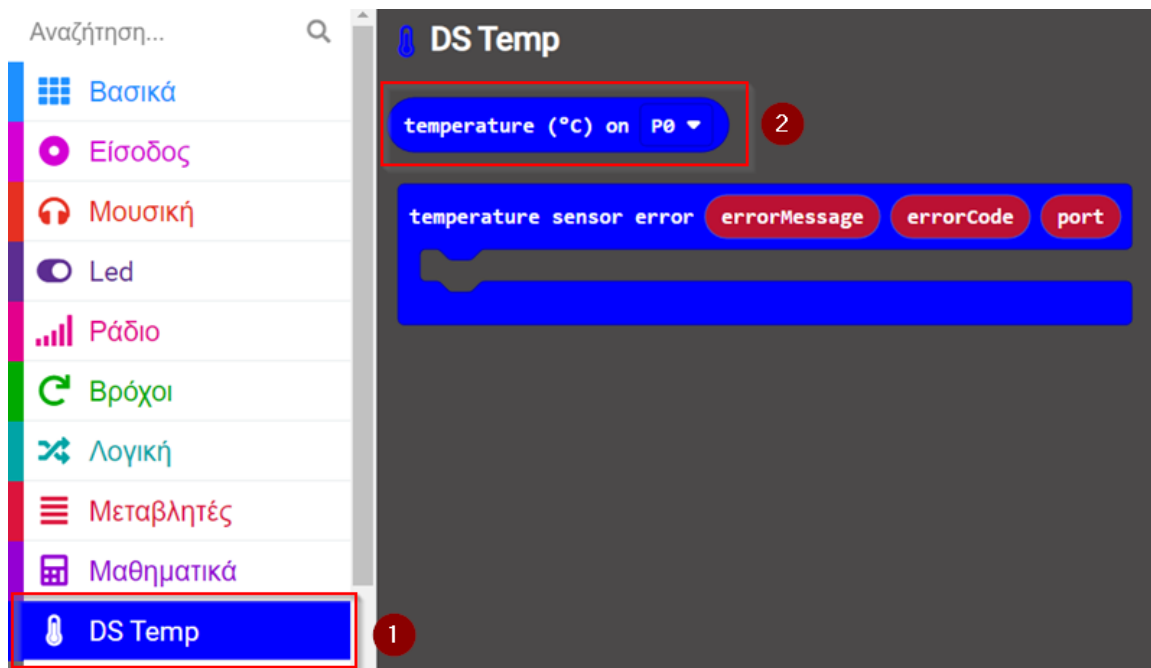 Αναζήτηση...
Βασικά
Είσοδος
Μουσική
Led
Ράδιο
Βρόχοι
Λογική
Μεταβλητές
Μαθηματικά
DS Temp
1
DS Temp
temperature (°C) on P0
2
temperature sensor error errorMessage errorCode port